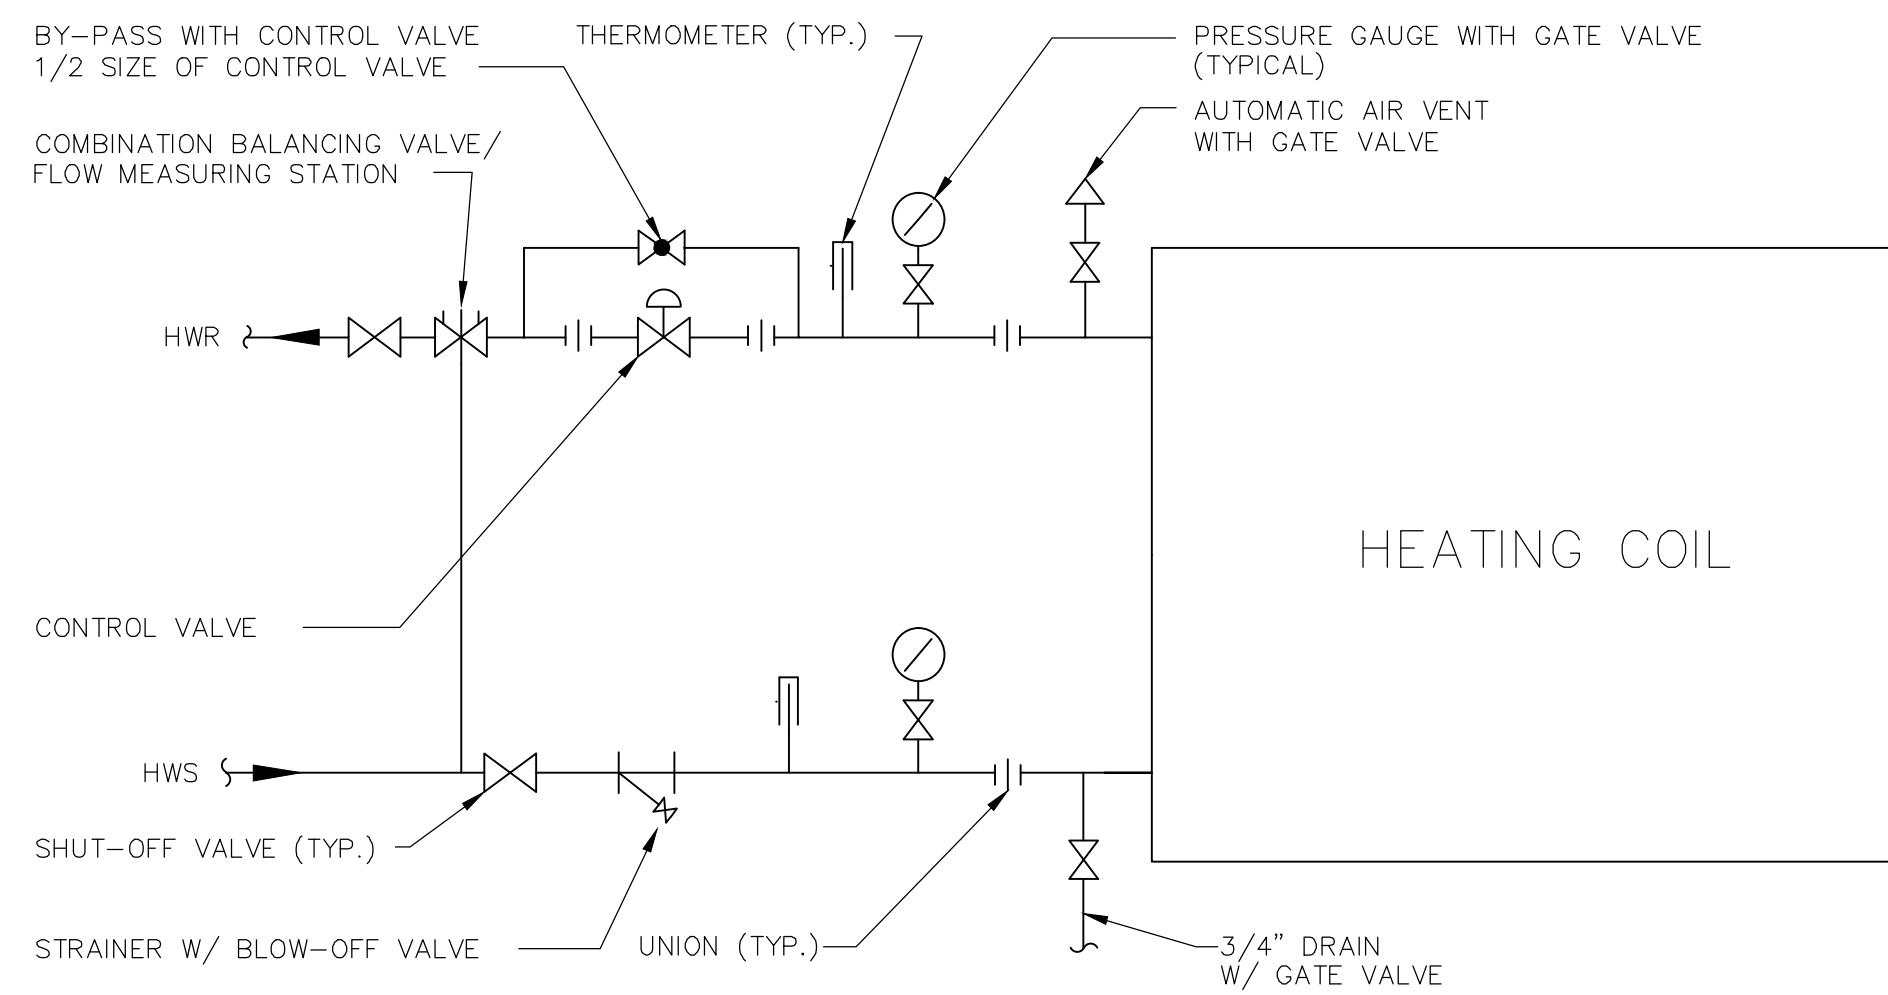 BY-PASS WITH CONTROL VALVE
1/2 SIZE OF CONTROL VALVE
THERMOMETER (TYP.)
PRESSURE GAUGE WITH GATE VALVE
(TYPICAL)
AUTOMATIC AIR VENT
WITH GATE VALVE
COMBINATION BALANCING VALVE/
FLOW MEASURING STATION
HWR
HEATING COIL
CONTROL VALVE
HWS
SHUT-OFF VALVE (TYP.)
STRAINER W/ BLOW-OFF VALVE
UNION (TYP.)
3/4” DRAIN
W/ GATE VALVE